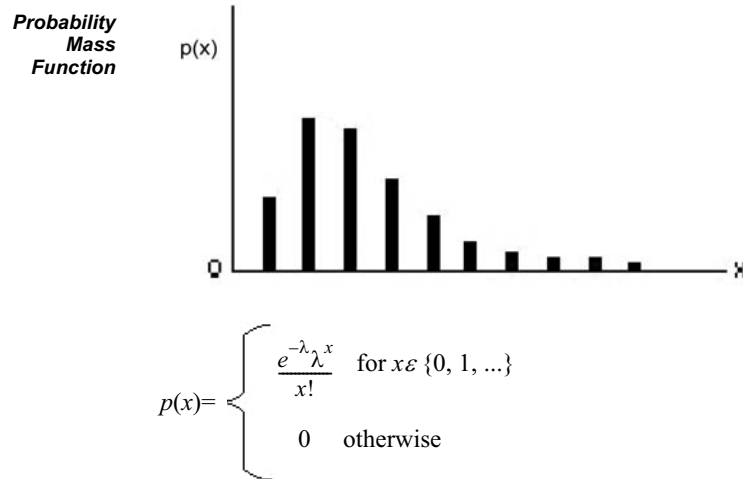 Probability
Mass
Function
p(x)
0
x
p(x)=
e^{-λ}λ^x / x! for x ε {0, 1, ...}
0 otherwise